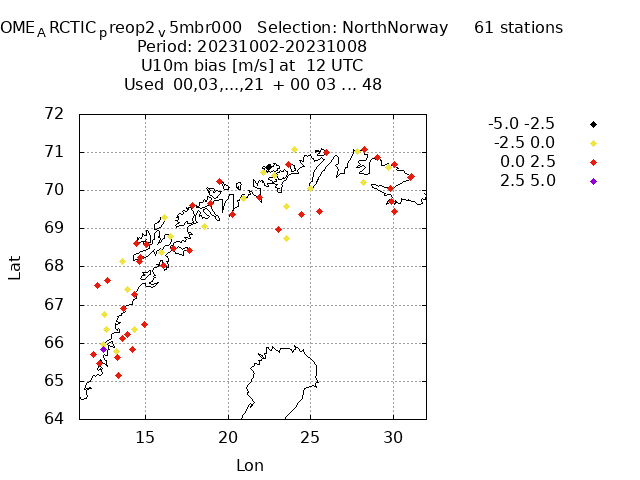 OME_A RCTIC_p reop2_v 5mbr000 Selection: NorthNorway 61 stations
Period: 20231002-20231008
U10m bias [m/s] at 12 UTC
Used 00,03,...,21 + 00 03 ... 48
-5.0 -2.5
-2.5 0.0
0.0 2.5
2.5 5.0
72
71
70
69
68
67
66
65
64
Lat
15 20 25 30
Lon